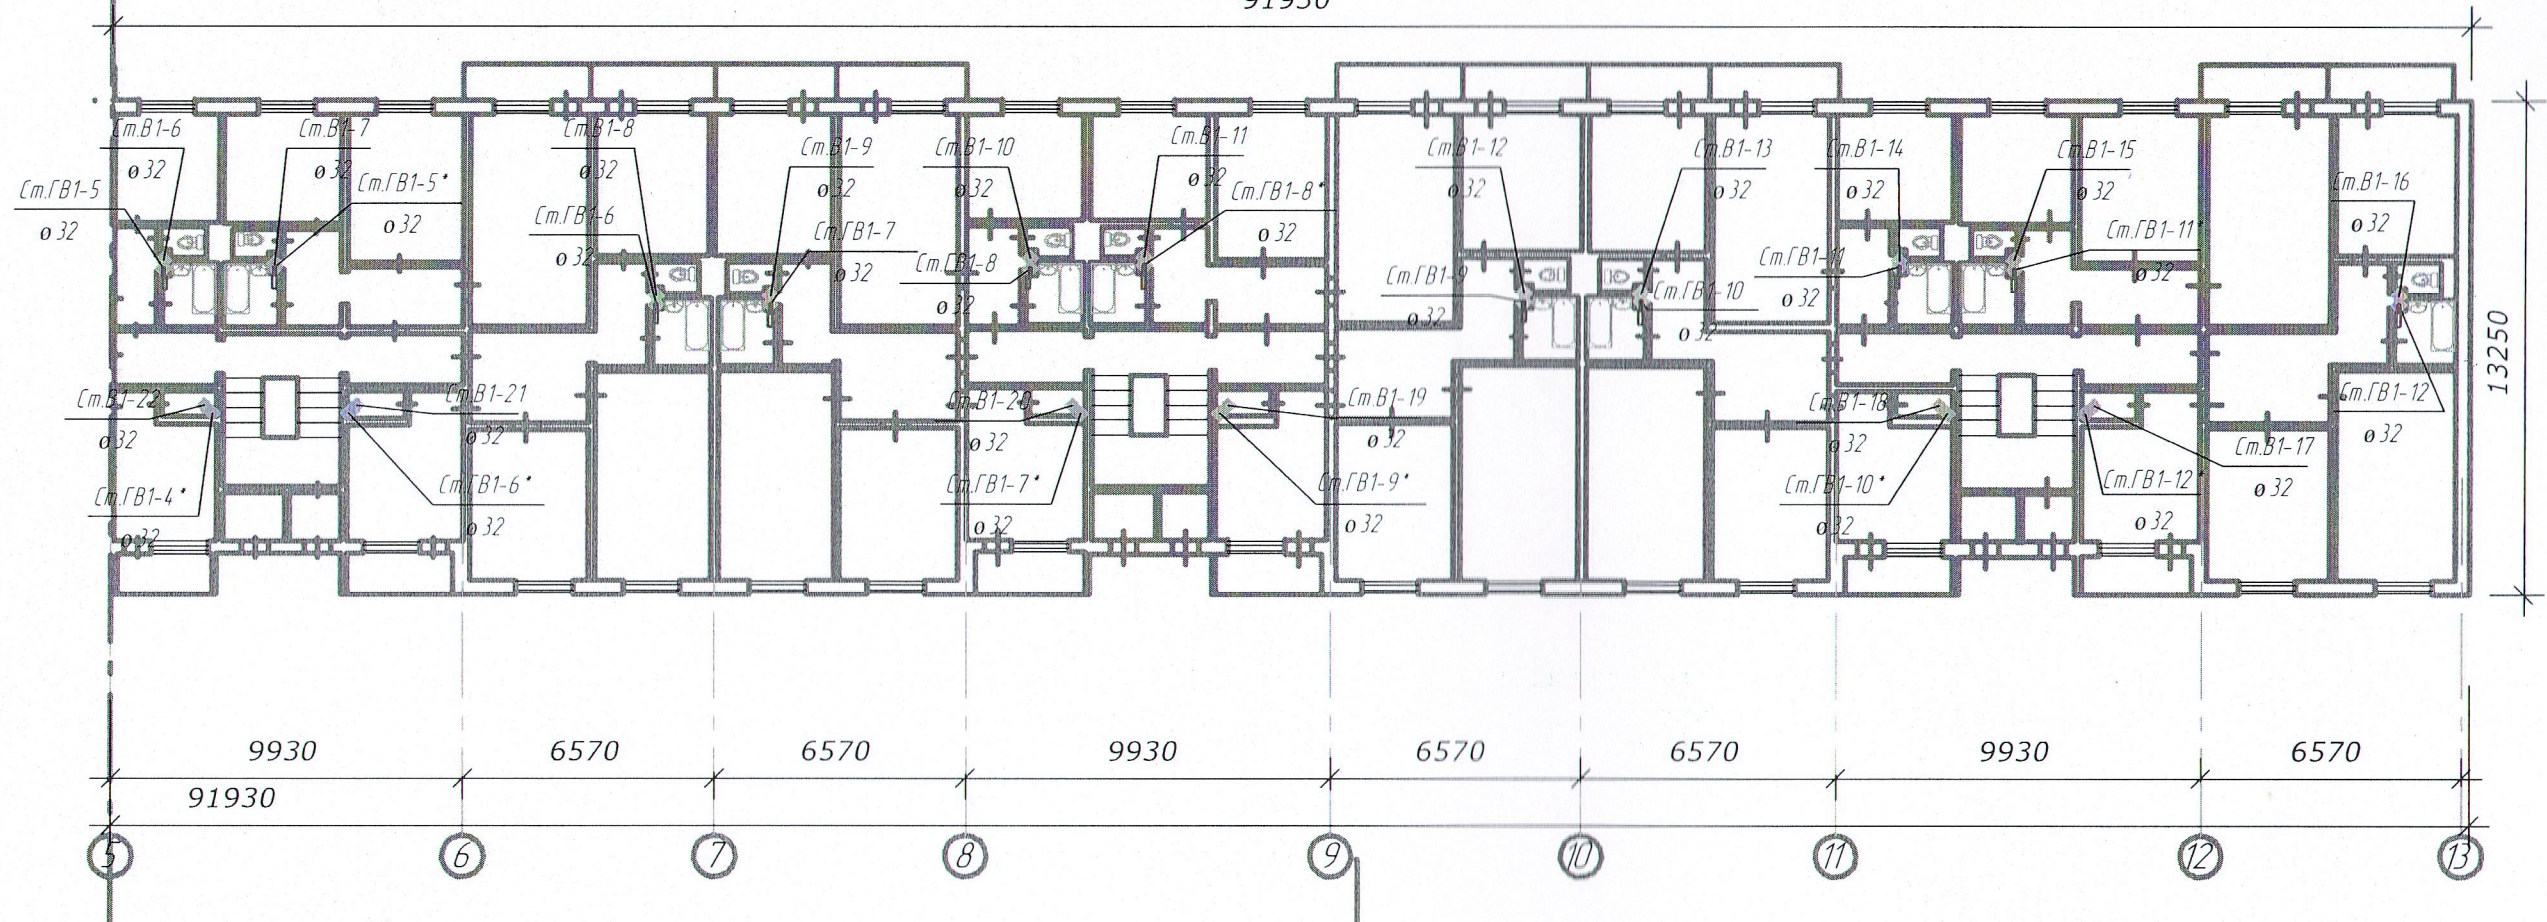 91930
Ст.В1-6
ø32
Ст.В1-7
ø32
Ст.В1-8
ø32
Ст.В1-9
ø32
Ст.В1-10
ø32
Ст.В1-11
ø32
Ст.В1-12
ø32
Ст.В1-13
ø32
Ст.В1-14
ø32
Ст.В1-15
ø32
Ст.В1-16
ø32
Ст.ГВ1-5
ø32
Ст.ГВ1-5*
ø32
Ст.ГВ1-6
ø32
Ст.ГВ1-7
ø32
Ст.ГВ1-8
ø32
Ст.ГВ1-8*
ø32
Ст.ГВ1-9
ø32
Ст.ГВ1-10
ø32
Ст.ГВ1-11
ø32
Ст.ГВ1-11*
ø32
13250
Ст.В1-22
ø32
Ст.В1-21
ø32
Ст.В1-20
ø32
Ст.В1-19
ø32
Ст.В1-18
ø32
Ст.В1-17
ø32
Ст.ГВ1-12
ø32
Ст.ГВ1-4*
ø32
Ст.ГВ1-6*
ø32
Ст.ГВ1-7*
ø32
Ст.ГВ1-9*
ø32
Ст.ГВ1-10*
ø32
Ст.ГВ1-12*
ø32
9930 6570 6570 9930 6570 6570 9930 6570
91930
5 6 7 8 9 10 11 12 13